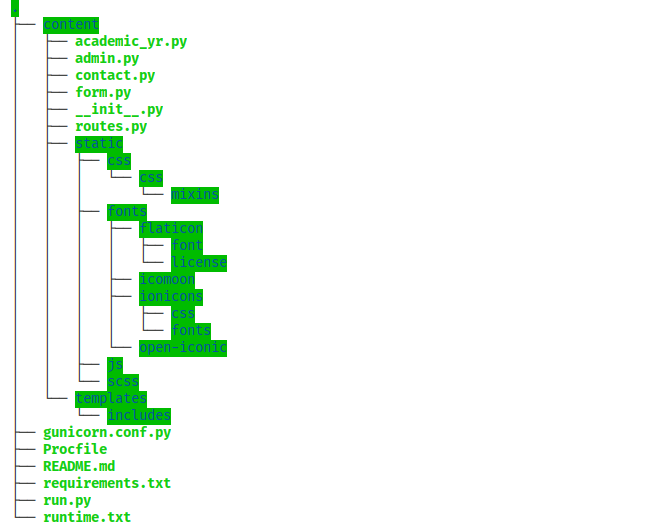 .
├── content
│   ├── academic_yr.py
│   ├── admin.py
│   ├── contact.py
│   ├── form.py
│   ├── __init__.py
│   ├── routes.py
│   ├── static
│   │   ├── css
│   │   │   └── css
│   │   │       └── mixins
│   │   ├── fonts
│   │   │   ├── flaticon
│   │   │   │   ├── font
│   │   │   │   └── license
│   │   │   ├── icomoon
│   │   │   ├── ionicons
│   │   │   │   ├── css
│   │   │   │   └── fonts
│   │   │   └── open-iconic
│   │   ├── js
│   │   └── scss
│   └── templates
│       └── includes
├── gunicorn.conf.py
├── Procfile
├── README.md
├── requirements.txt
├── run.py
└── runtime.txt